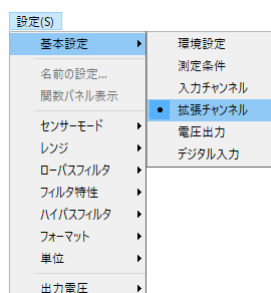 設定(S)
基本設定
名前の設定...
関数パネル表示
センサーモード
レンジ
ローパスフィルタ
フィルタ特性
ハイパスフィルタ
フォーマット
単位
出力電圧
環境設定
測定条件
入力チャンネル
拡張チャンネル
電圧出力
デジタル入力